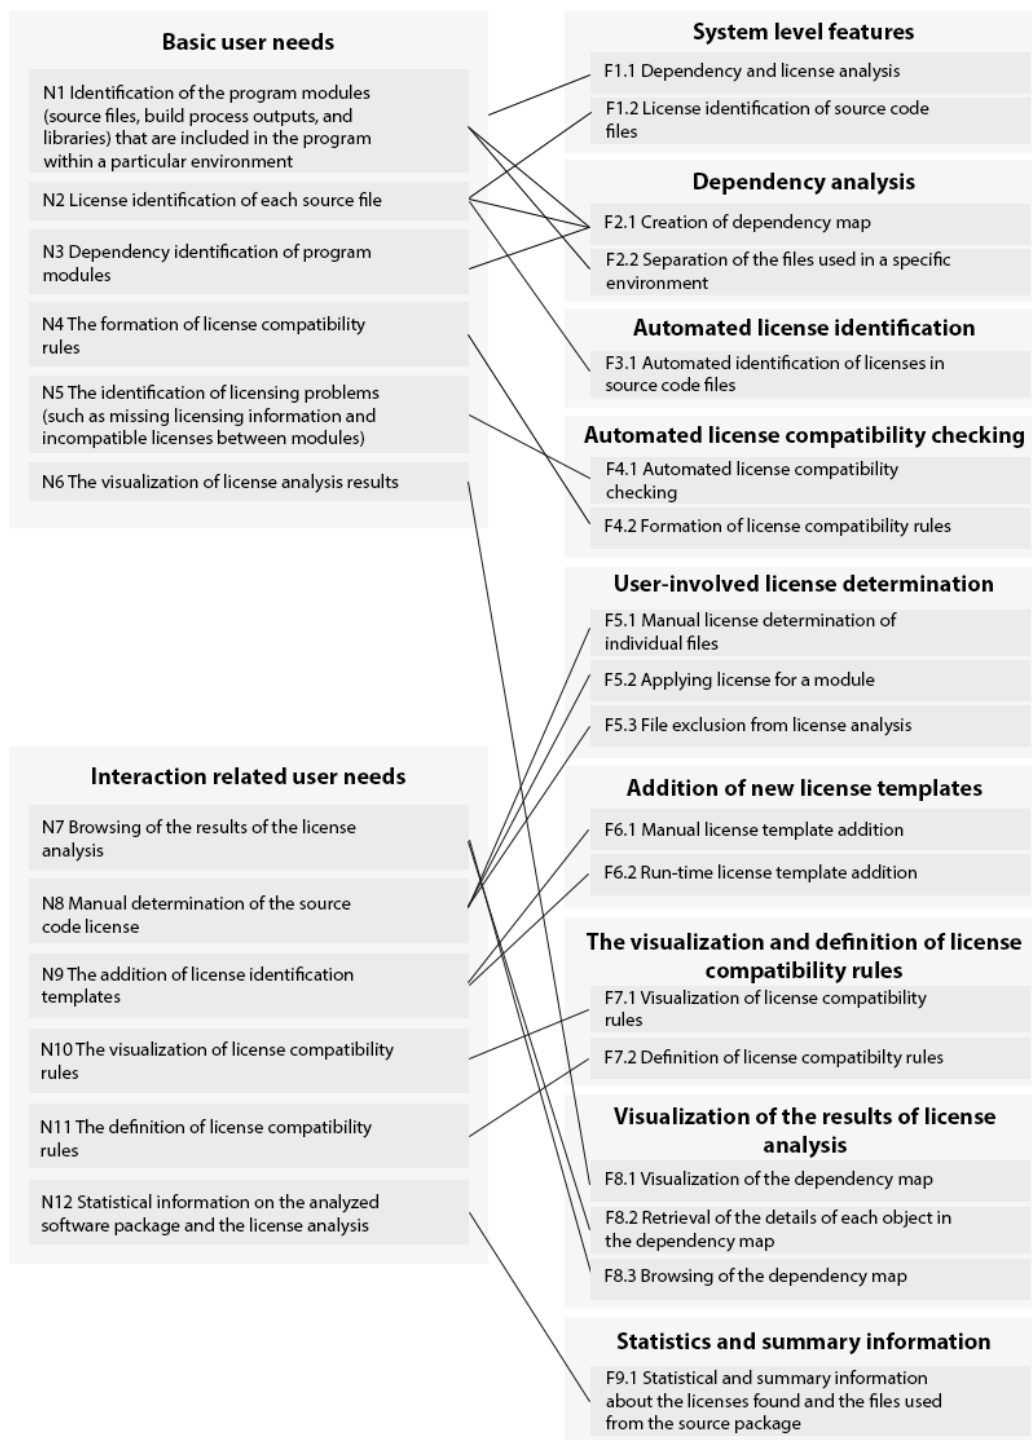 Basic user needs
N1 Identification of the program modules
(source files, build process outputs, and
libraries) that are included in the program
within a particular environment
N2 License identification of each source file
N3 Dependency identification of program
modules
N4 The formation of license compatibility
rules
N5 The identification of licensing problems
(such as missing licensing information and
incompatible licenses between modules)
N6 The visualization of license analysis results
Interaction related user needs
N7 Browsing of the results of the license
analysis
N8 Manual determination of the source
code license
N9 The addition of license identification
templates
N10 The visualization of license compatibility
rules
N11 The definition of license compatibility
rules
N12 Statistical information on the analyzed
software package and the license analysis
System level features
F1.1 Dependency and license analysis
F1.2 License identification of source code
files
Dependency analysis
F2.1 Creation of dependency map
F2.2 Separation of the files used in a specific
environment
Automated license identification
F3.1 Automated identification of licenses in
source code files
Automated license compatibility checking
F4.1 Automated license compatibility
checking
F4.2 Formation of license compatibility rules
User-involved license determination
F5.1 Manual license determination of
individual files
F5.2 Applying license for a module
F5.3 File exclusion from license analysis
Addition of new license templates
F6.1 Manual license template addition
F6.2 Run-time license template addition
The visualization and definition of license
compatibility rules
F7.1 Visualization of license compatibility
rules
F7.2 Definition of license compatibilty rules
Visualization of the results of license
analysis
F8.1 Visualization of the dependency map
F8.2 Retrieval of the details of each object in
the dependency map
F8.3 Browsing of the dependency map
Statistics and summary information
F9.1 Statistical and summary information
about the licenses found and the files used
from the source package